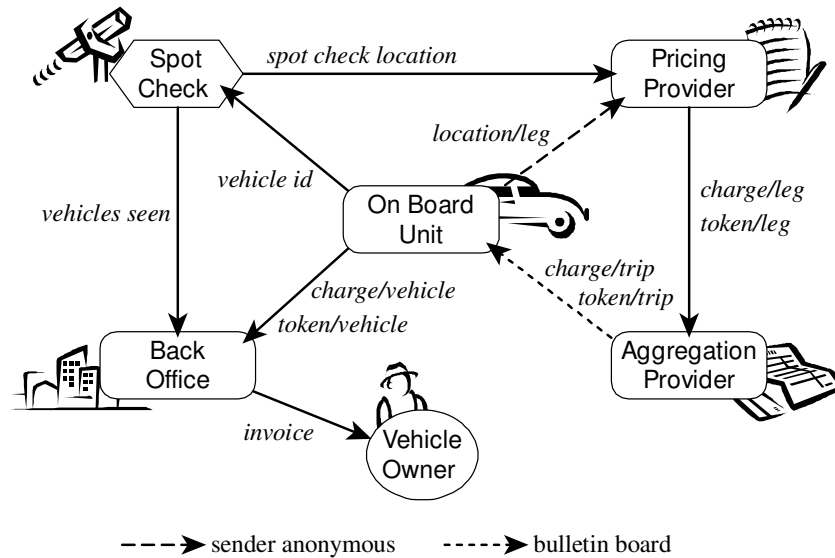 Spot
Check
spot check location
Pricing
Provider
location/leg
vehicle id
vehicles seen
On Board
Unit
charge/leg
token/leg
charge/vehicle
token/vehicle
charge/trip
token/trip
Back
Office
Aggregation
Provider
invoice
Vehicle
Owner
sender anonymous
bulletin board